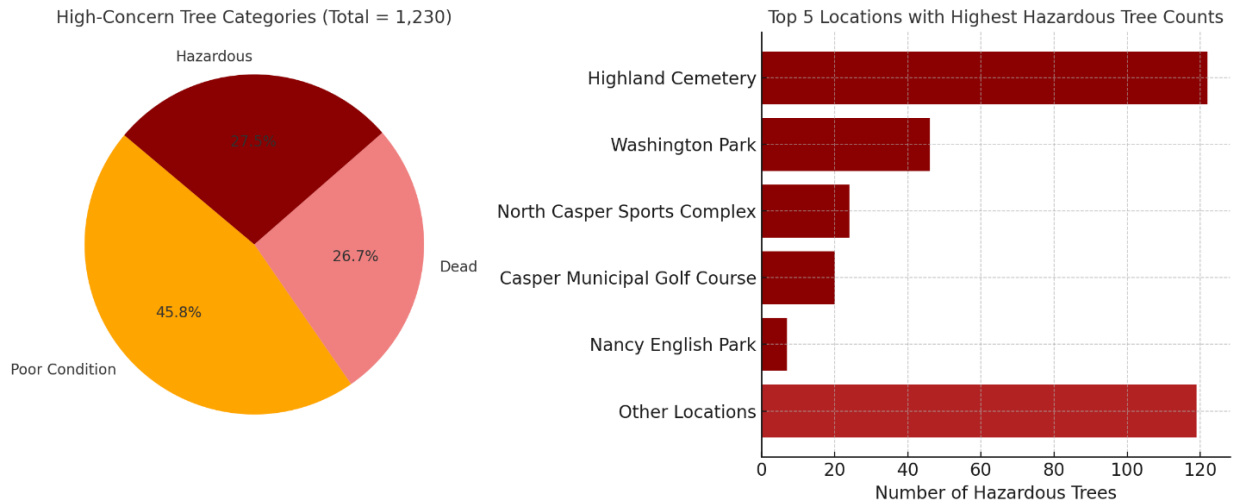 High-Concern Tree Categories (Total = 1,230)
Hazardous
27.5%
26.7%
Dead
45.8%
Poor Condition
Top 5 Locations with Highest Hazardous Tree Counts
Highland Cemetery
Washington Park
North Casper Sports Complex
Casper Municipal Golf Course
Nancy English Park
Other Locations
0 20 40 60 80 100 120
Number of Hazardous Trees